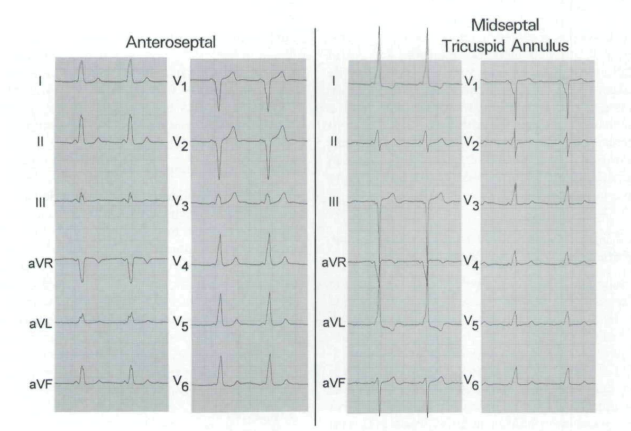 Anteroseptal
I
II
III
aVR
aVL
aVF
V1
V2
V3
V4
V5
V6
Midseptal
Tricuspid Annulus
I
II
III
aVR
aVL
aVF
V1
V2
V3
V4
V5
V6